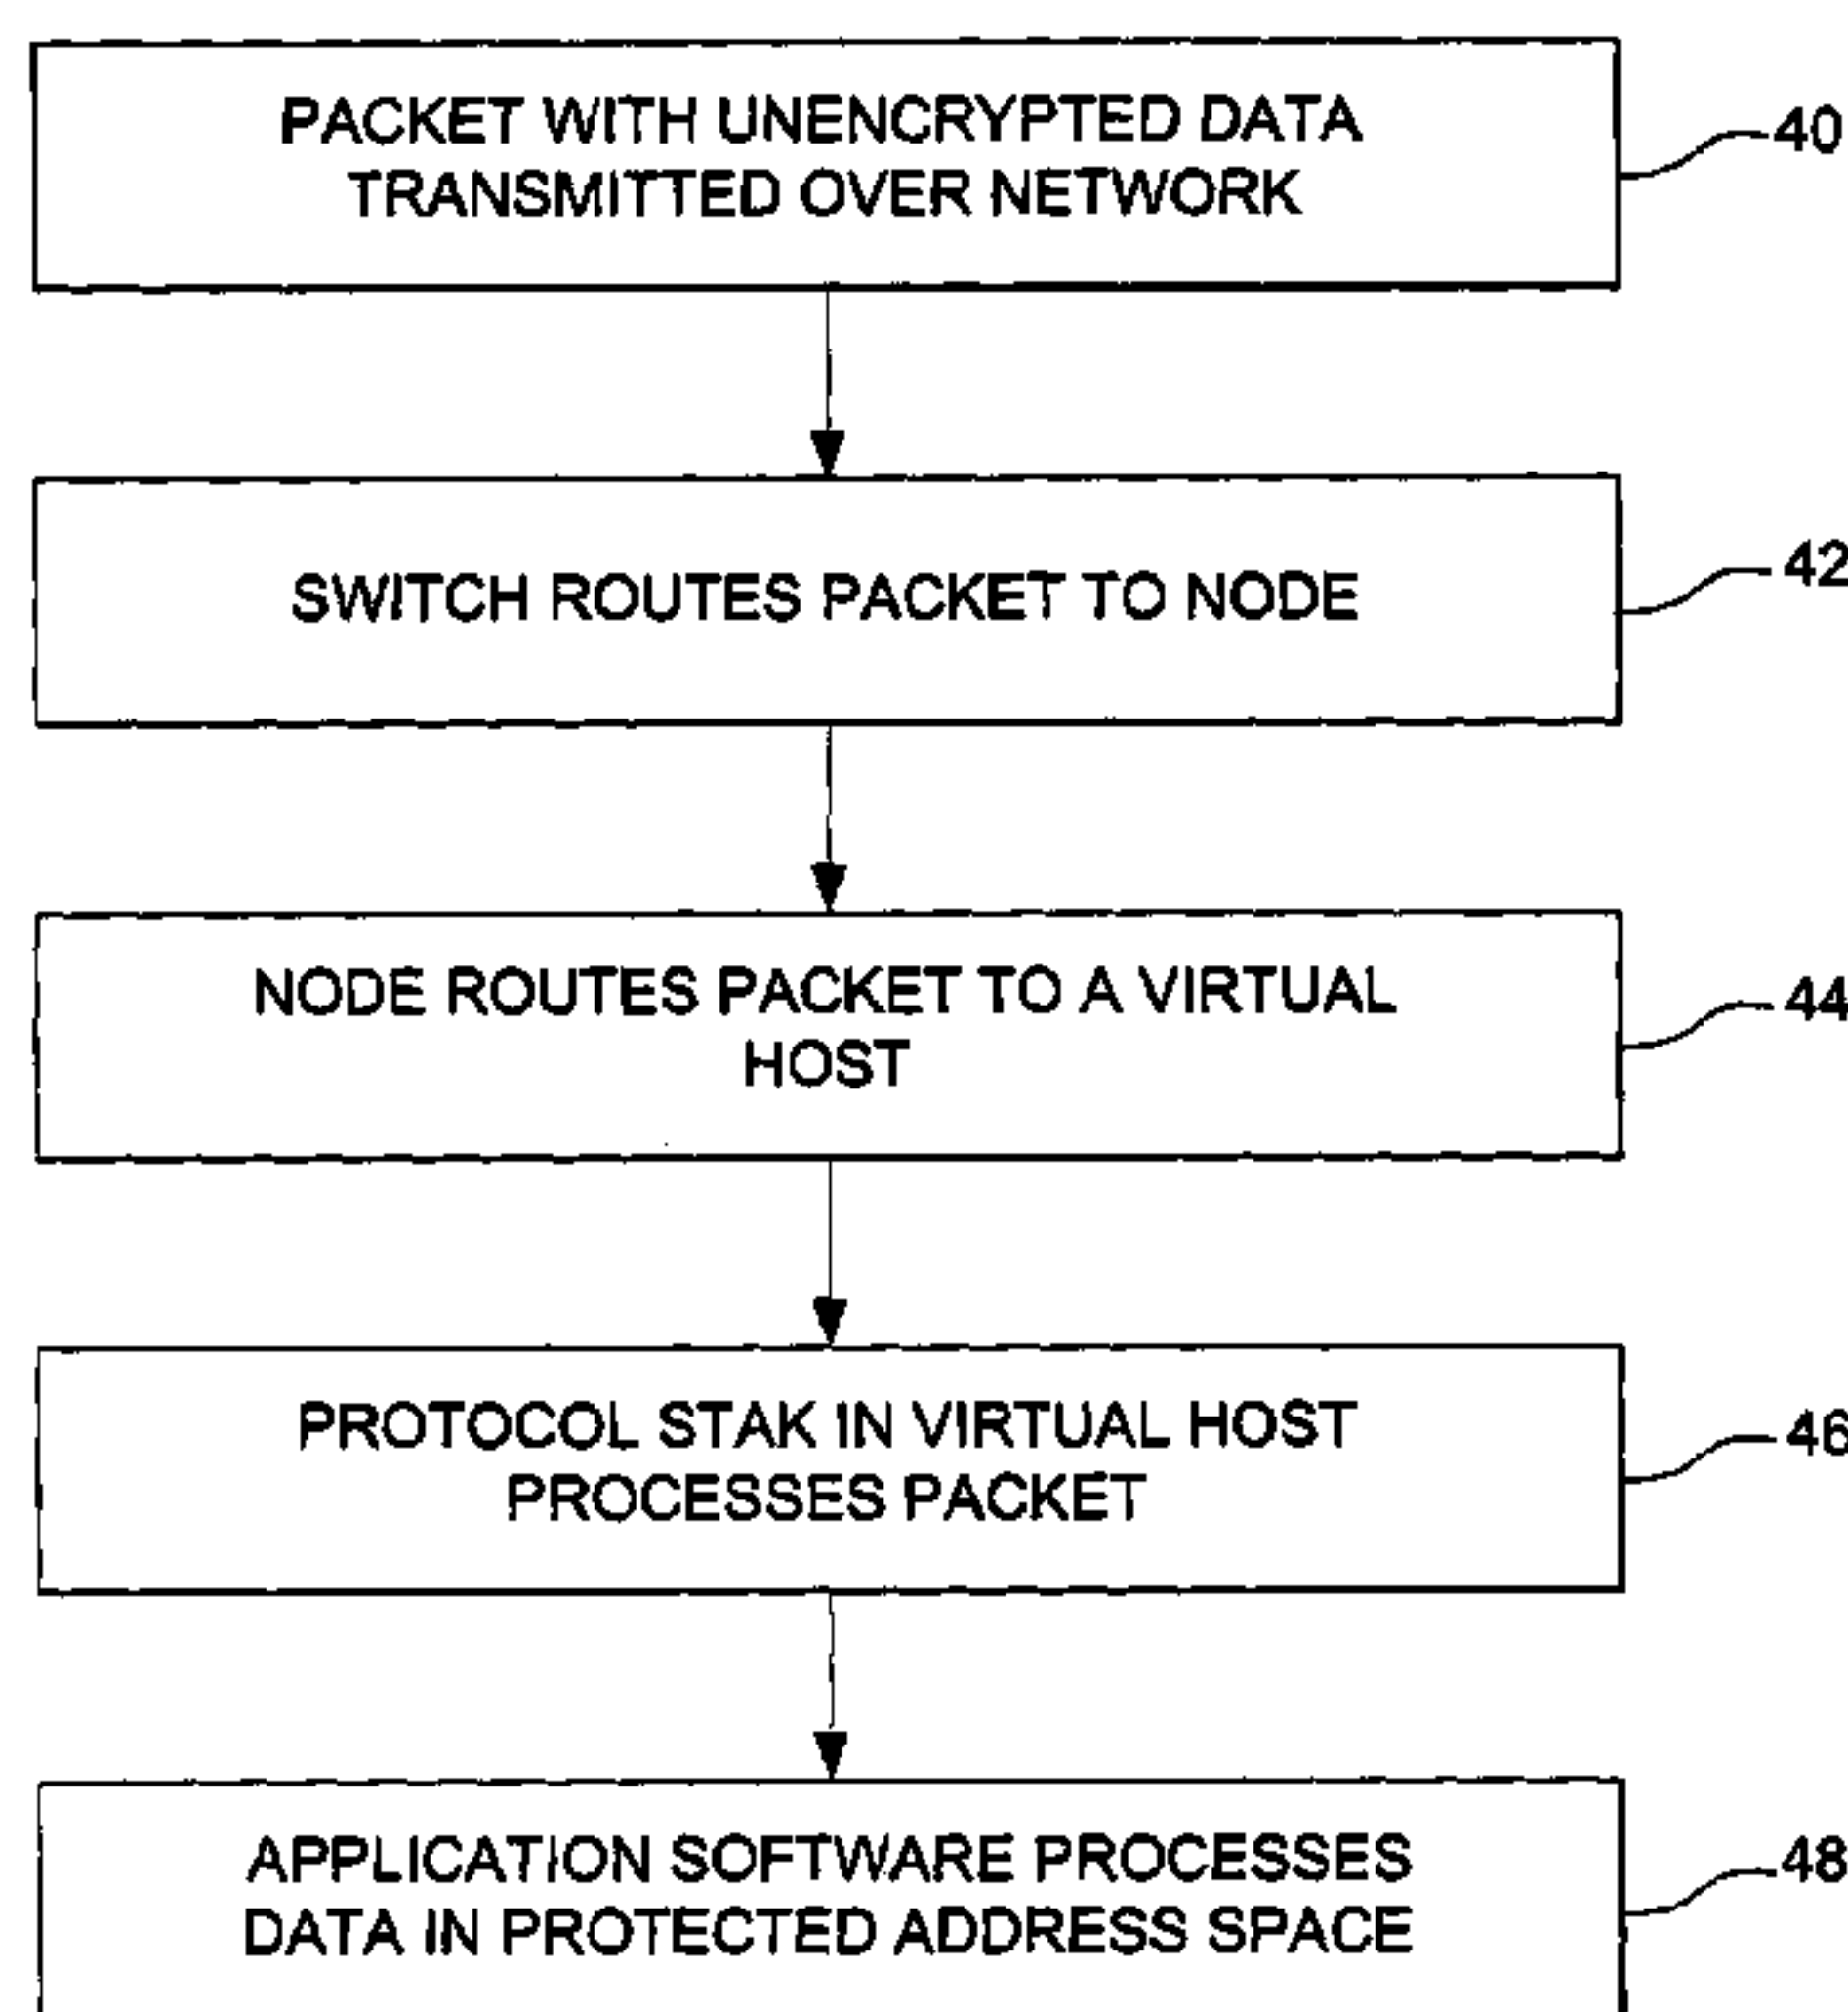 PACKET WITH UNENCRYPTED DATA
TRANSMITTED OVER NETWORK
40
SWITCH ROUTES PACKET TO NODE
42
NODE ROUTES PACKET TO A VIRTUAL
HOST
44
PROTOCOL STAK IN VIRTUAL HOST
PROCESSES PACKET
46
APPLICATION SOFTWARE PROCESSES
DATA IN PROTECTED ADDRESS SPACE
48